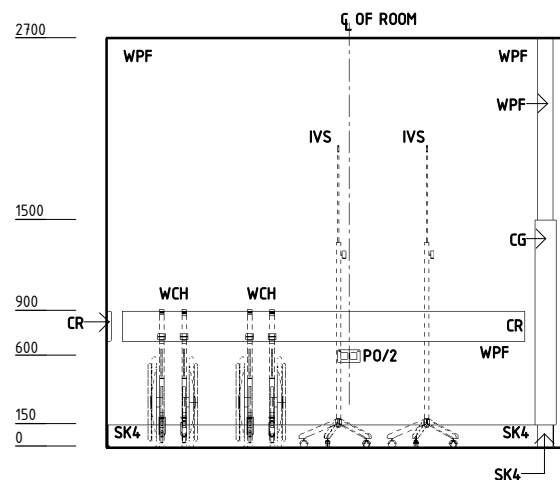 ℄ OF ROOM
2700
WPF
WPF
WPF
IVS
IVS
1500
CG
WCH
WCH
900
CR
CR
600
PO/2
WPF
150
SK4
SK4
0
SK4